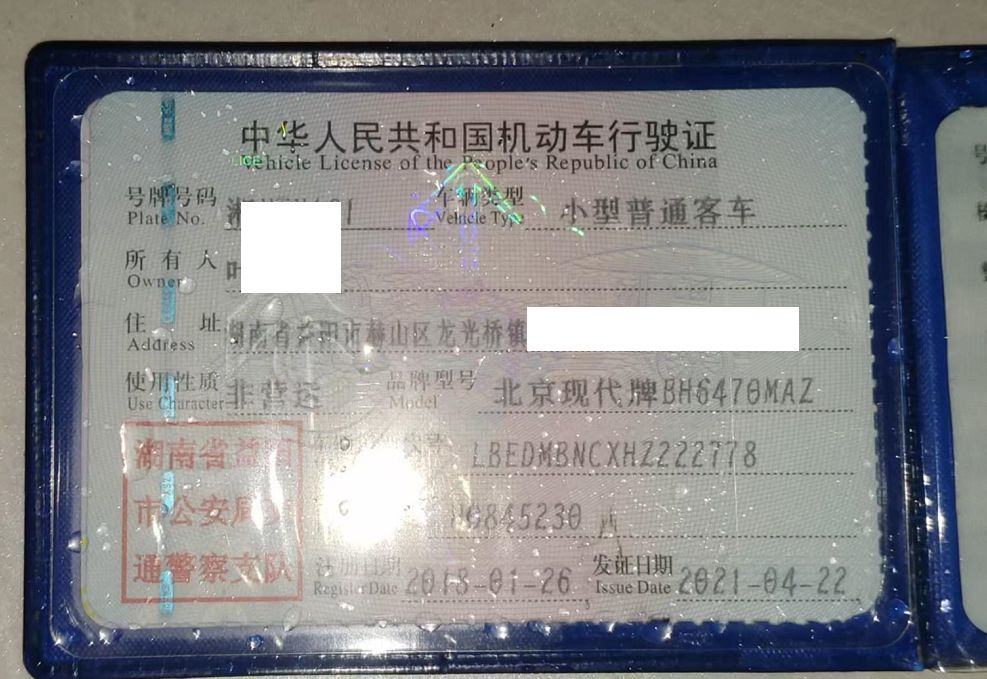 中华人民共和国机动车行驶证
Vehicle License of the People's Republic of China
号牌号码 车辆类型 小型普通客车
Plate No. Vehicle Type
所有人 叶
Owner
住址 湖南省益阳市赫山区龙光桥镇
Address
使用性质 非营运 品牌型号 北京现代牌BH6470MAZ
Use Character Model
LBEDMBNCXHZ222778
湖南省益阳
市公安局交
通警察支队
注册日期 2018-01-26 发证日期 2021-04-22
Register Date Issue Date